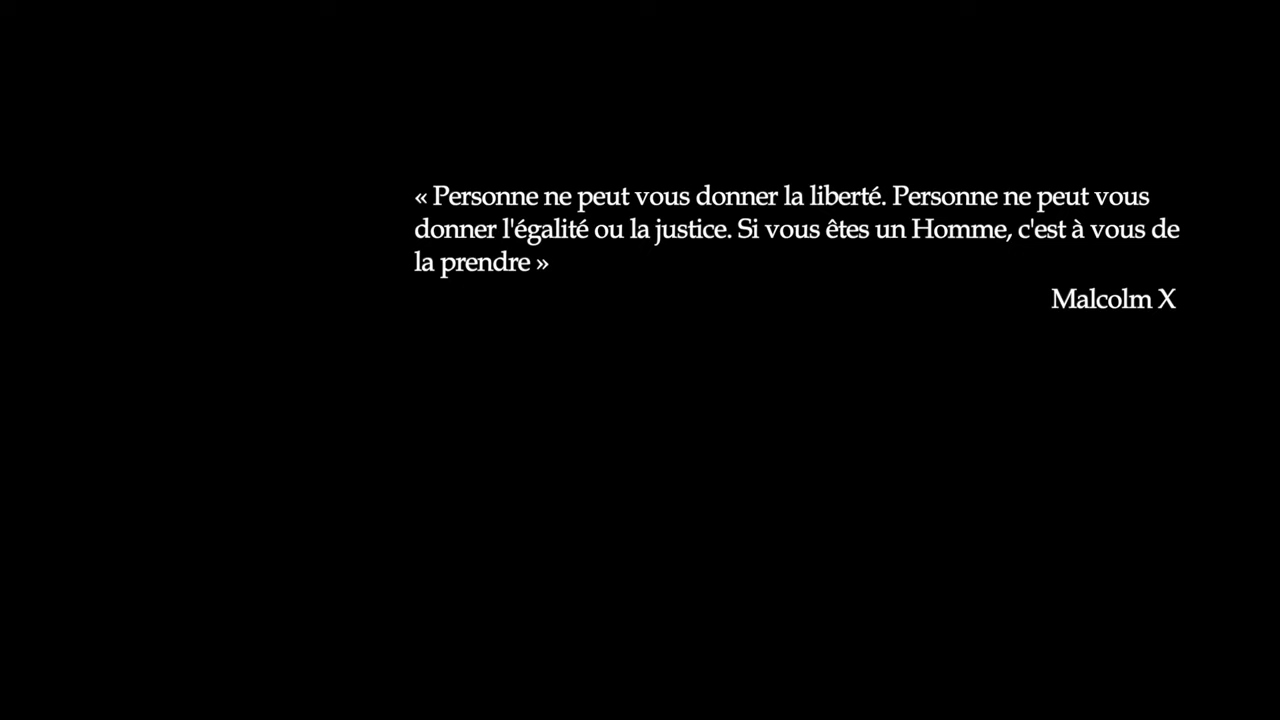 « Personne ne peut vous donner la liberté. Personne ne peut vous
donner l'égalité ou la justice. Si vous êtes un Homme, c'est à vous de
la prendre »
Malcolm X